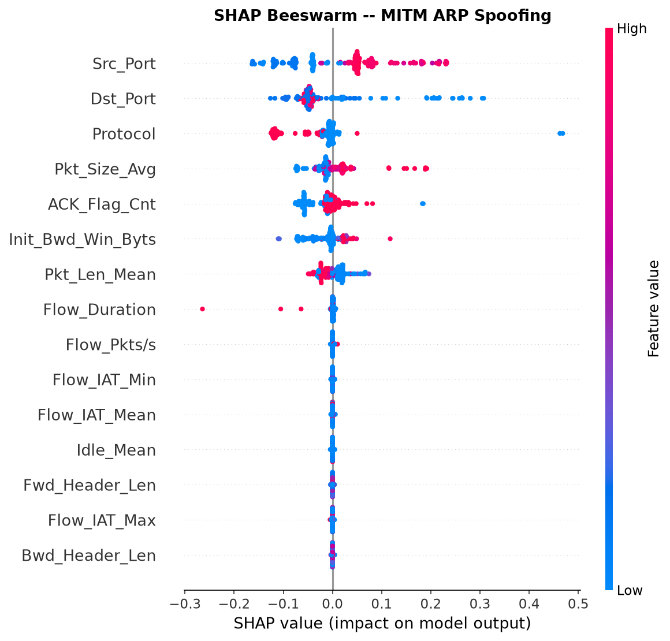 SHAP Beeswarm -- MITM ARP Spoofing
High
Src_Port
Dst_Port
Protocol
Pkt_Size_Avg
ACK_Flag_Cnt
Init_Bwd_Win_Byts
Pkt_Len_Mean
Flow_Duration
Flow_Pkts/s
Flow_IAT_Min
Flow_IAT_Mean
Idle_Mean
Fwd_Header_Len
Flow_IAT_Max
Bwd_Header_Len
Feature value
Low
−0.3 −0.2 −0.1 0.0 0.1 0.2 0.3 0.4 0.5
SHAP value (impact on model output)